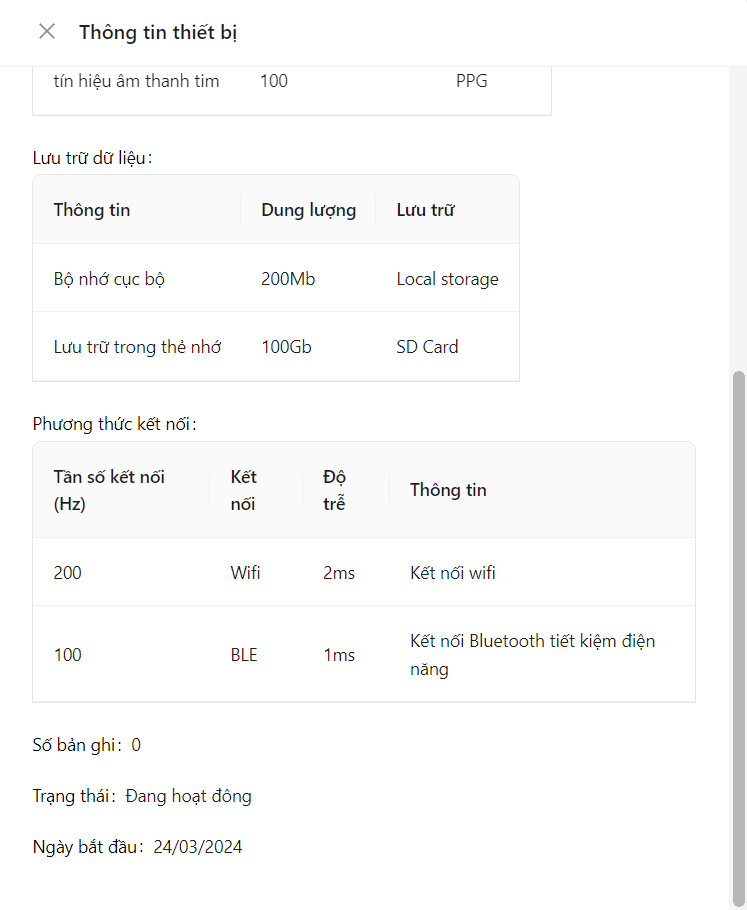 Thông tin thiết bị
tín hiệu âm thanh tim 100 PPG
Lưu trữ dữ liệu:
Thông tin Dung lượng Lưu trữ
Bộ nhớ cục bộ 200Mb Local storage
Lưu trữ trong thẻ nhớ 100Gb SD Card
Phương thức kết nối:
Tần số kết nối (Hz) Kết nối Độ trễ Thông tin
200 Wifi 2ms Kết nối wifi
100 BLE 1ms Kết nối Bluetooth tiết kiệm điện năng
Số bản ghi: 0
Trạng thái: Đang hoạt đông
Ngày bắt đầu: 24/03/2024